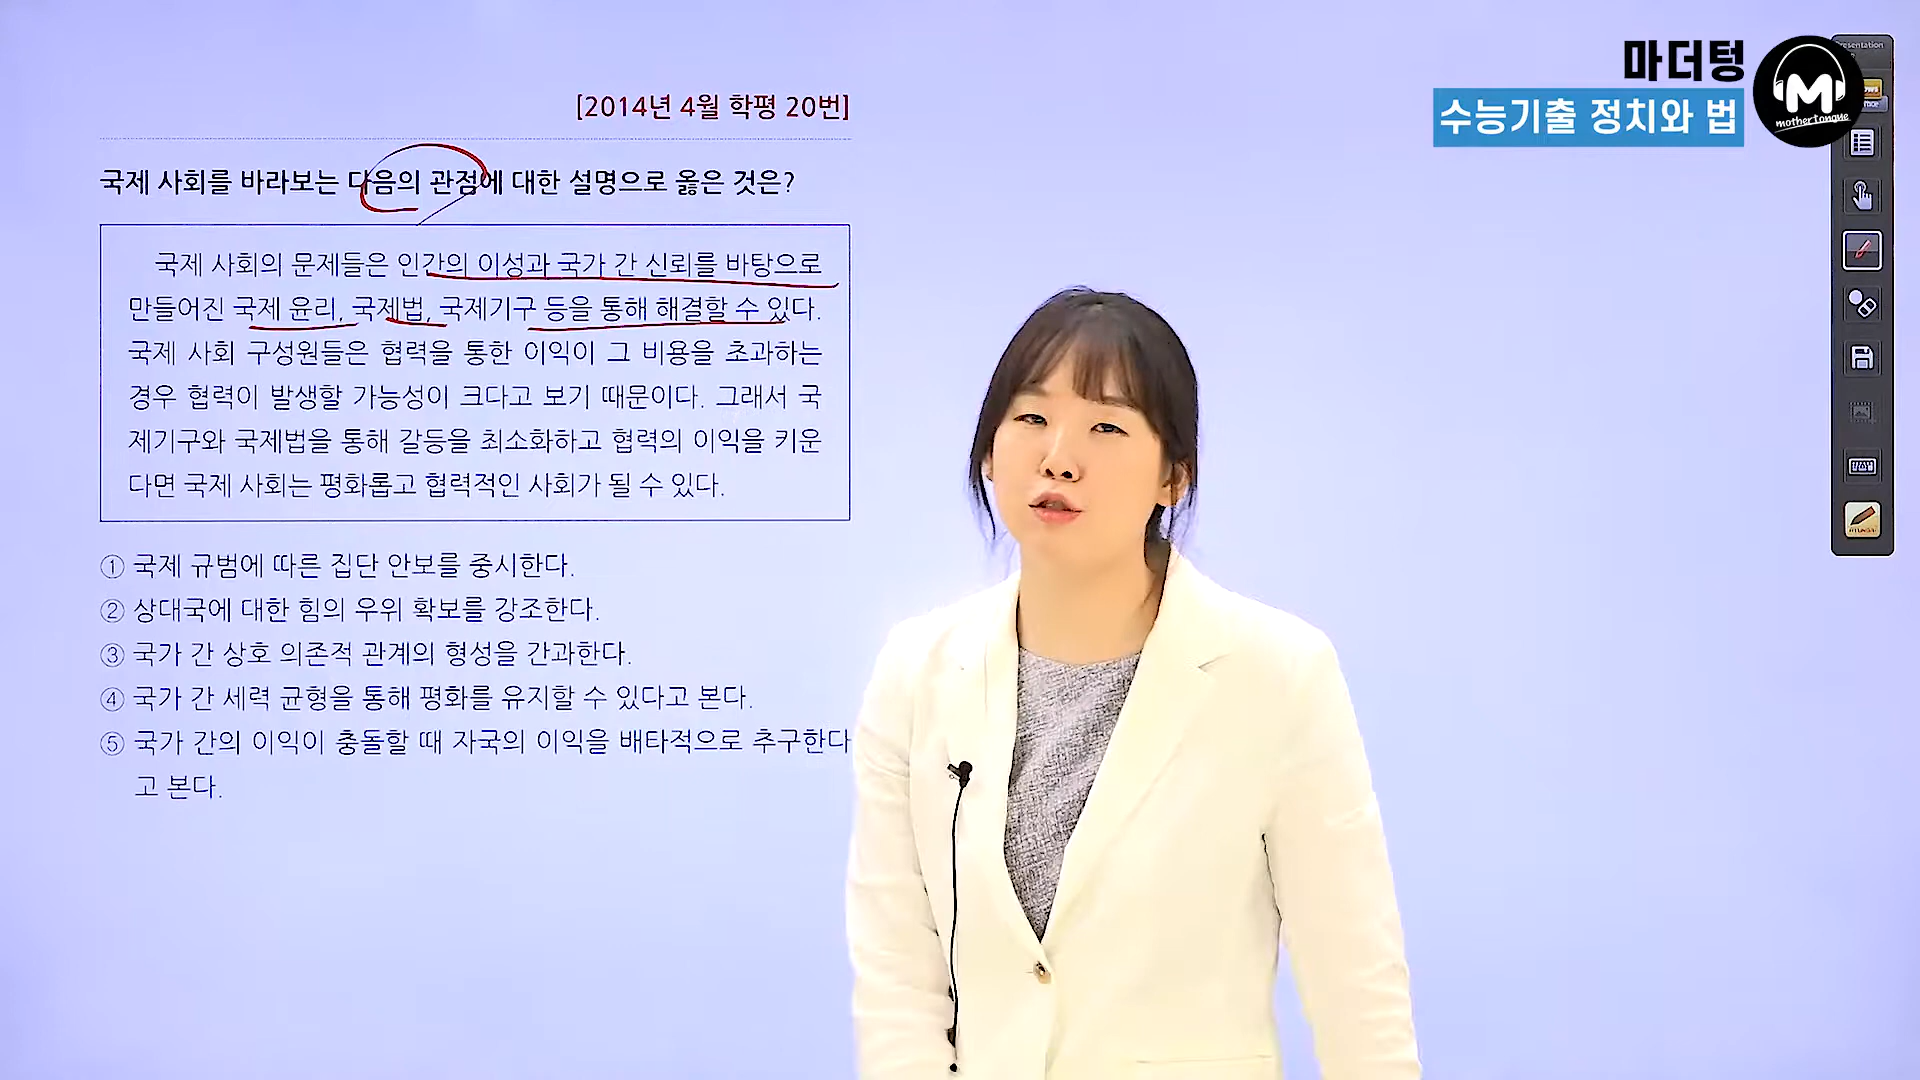 마더텅
수능기출 정치와 법
M
mothertongue
[2014년 4월 학평 20번]
국제 사회를 바라보는 다음의 관점에 대한 설명으로 옳은 것은?
국제 사회의 문제들은 인간의 이성과 국가 간 신뢰를 바탕으로
만들어진 국제 윤리, 국제법, 국제기구 등을 통해 해결할 수 있다.
국제 사회 구성원들은 협력을 통한 이익이 그 비용을 초과하는
경우 협력이 발생할 가능성이 크다고 보기 때문이다. 그래서 국
제기구와 국제법을 통해 갈등을 최소화하고 협력의 이익을 키운
다면 국제 사회는 평화롭고 협력적인 사회가 될 수 있다.
① 국제 규범에 따른 집단 안보를 중시한다.
② 상대국에 대한 힘의 우위 확보를 강조한다.
③ 국가 간 상호 의존적 관계의 형성을 간과한다.
④ 국가 간 세력 균형을 통해 평화를 유지할 수 있다고 본다.
⑤ 국가 간의 이익이 충돌할 때 자국의 이익을 배타적으로 추구한다
고 본다.